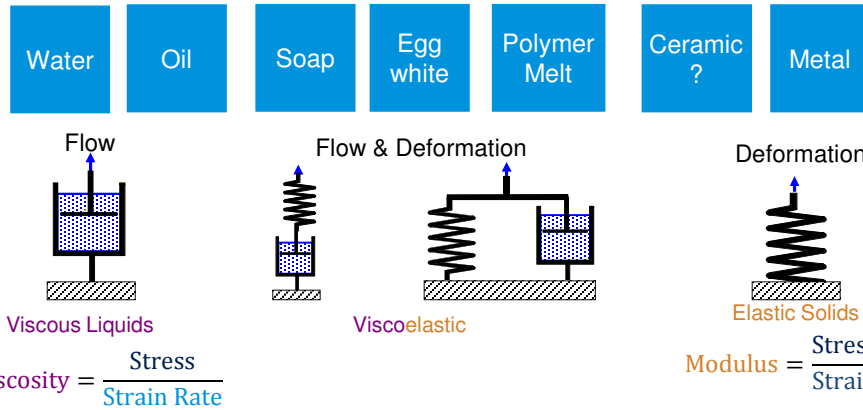 Water
Oil
Soap
Egg
white
Polymer
Melt
Ceramic
?
Metal
Flow
Flow & Deformation
Deformation
Viscous Liquids
Viscoelastic
Elastic Solids
scosity = Stress
Strain Rate
Modulus = Stres
Strai